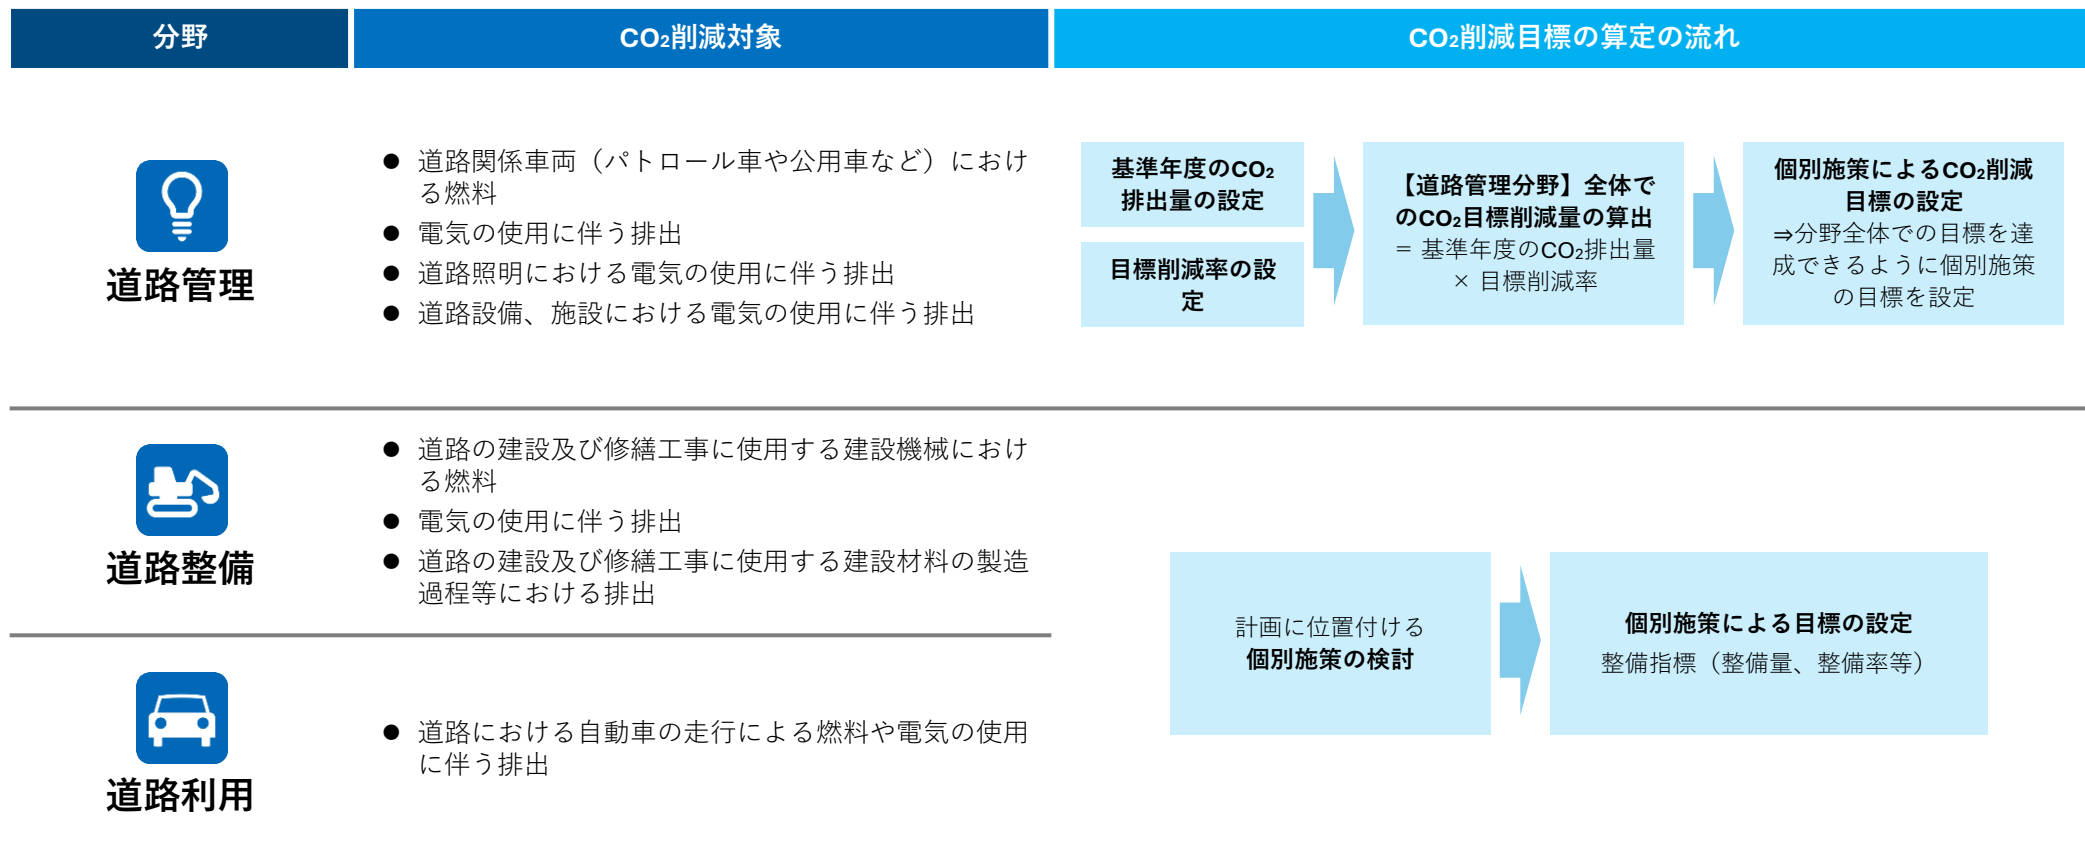 分野
CO₂削減対象
CO₂削減目標の算定の流れ
道路管理
● 道路関係車両（パトロール車や公用車など）におけ
る燃料
● 電気の使用に伴う排出
● 道路照明における電気の使用に伴う排出
● 道路設備、施設における電気の使用に伴う排出
基準年度のCO₂
排出量の設定
目標削減率の設
定
【道路管理分野】全体で
のCO₂目標削減量の算出
＝ 基準年度のCO₂排出量
× 目標削減率
個別施策によるCO₂削減
目標の設定
⇒分野全体での目標を達
成できるように個別施策
の目標を設定
道路整備
● 道路の建設及び修繕工事に使用する建設機械におけ
る燃料
● 電気の使用に伴う排出
● 道路の建設及び修繕工事に使用する建設材料の製造
過程等における排出
道路利用
● 道路における自動車の走行による燃料や電気の使用
に伴う排出
計画に位置付ける
個別施策の検討
個別施策による目標の設定
整備指標（整備量、整備率等）